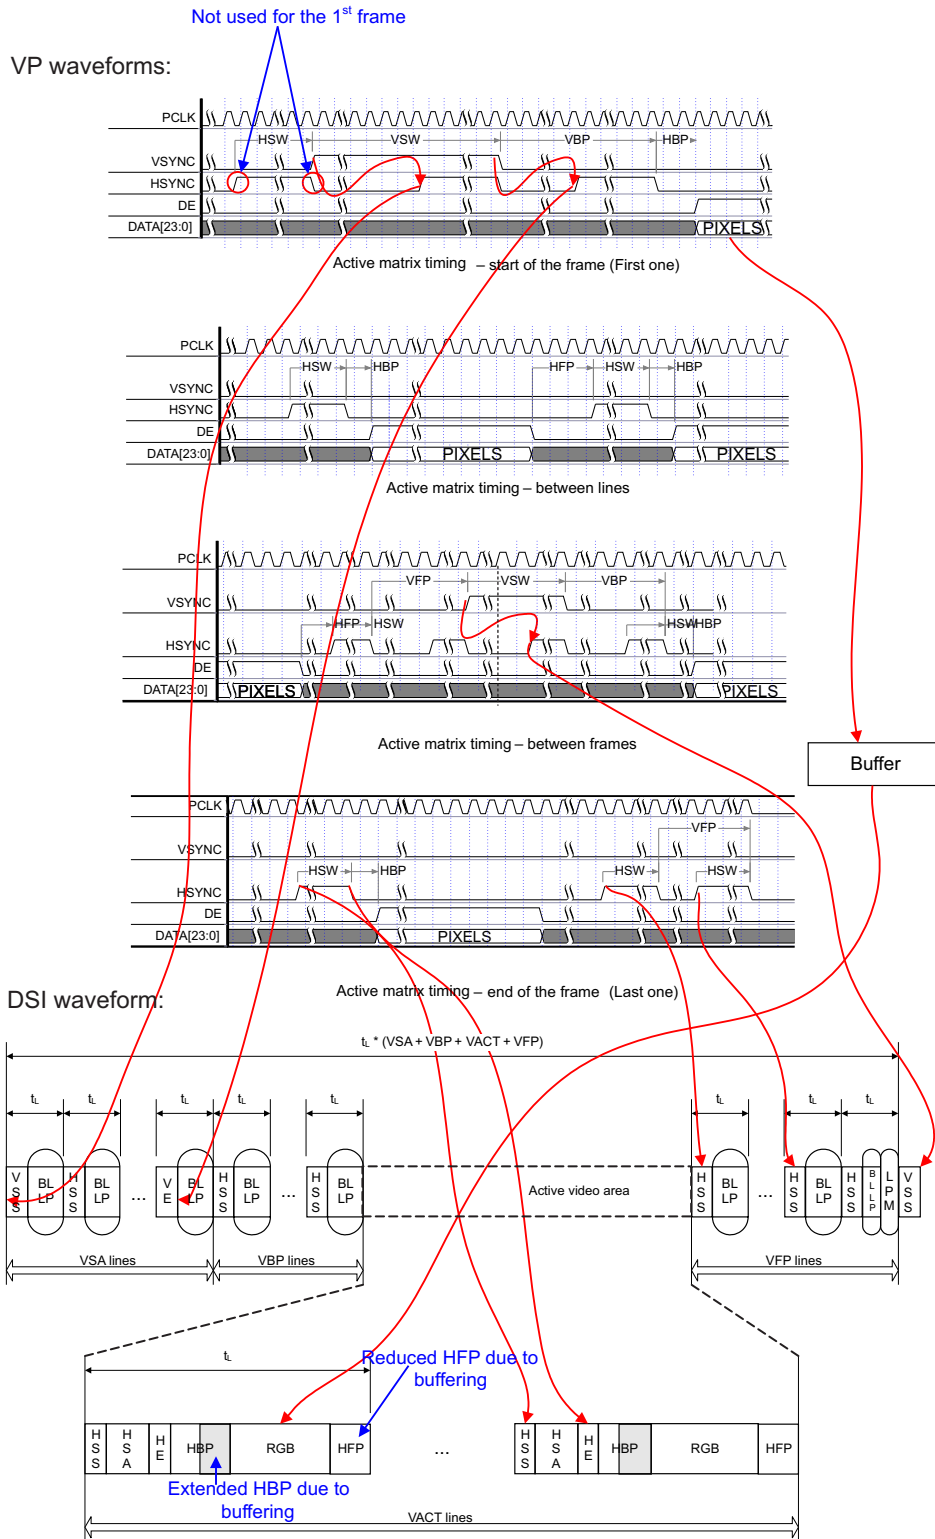 Not used for the 1st frame
VP waveforms:
PCLK
HSW VSW VBP HBP
VSYNC
HSYNC
DE
DATA[23:0] PIXELS
Active matrix timing – start of the frame (First one)
PCLK
HSW HBP HFP HSW HBP
VSYNC
HSYNC
DE
DATA[23:0] PIXELS PIXELS
Active matrix timing – between lines
PCLK
VFP VSW VBP
VSYNC
HFP HSW HSW HBP
HSYNC
DE
DATA[23:0] PIXELS PIXELS
Active matrix timing – between frames
Buffer
PCLK
VFP
VSYNC
HSW HBP HSW HSW
HSYNC
DE
DATA[23:0] PIXELS
Active matrix timing – end of the frame (Last one)
DSI waveform:
tL * (VSA + VBP + VACT + VFP)
tL tL tL tL tL tL tL tL
VSS BLLP HSS BLLP ... VE BLLP HSS BLLP ... HSS BLLP Active video area HSS BLLP ... HSS BLLP HSS BLLP LPM VSS
VSA lines VBP lines VFP lines
tL
Reduced HFP due to
buffering
HSS HSA HE HBP RGB HFP ... HSS HSA HE HBP RGB HFP
Extended HBP due to
buffering
VACT lines